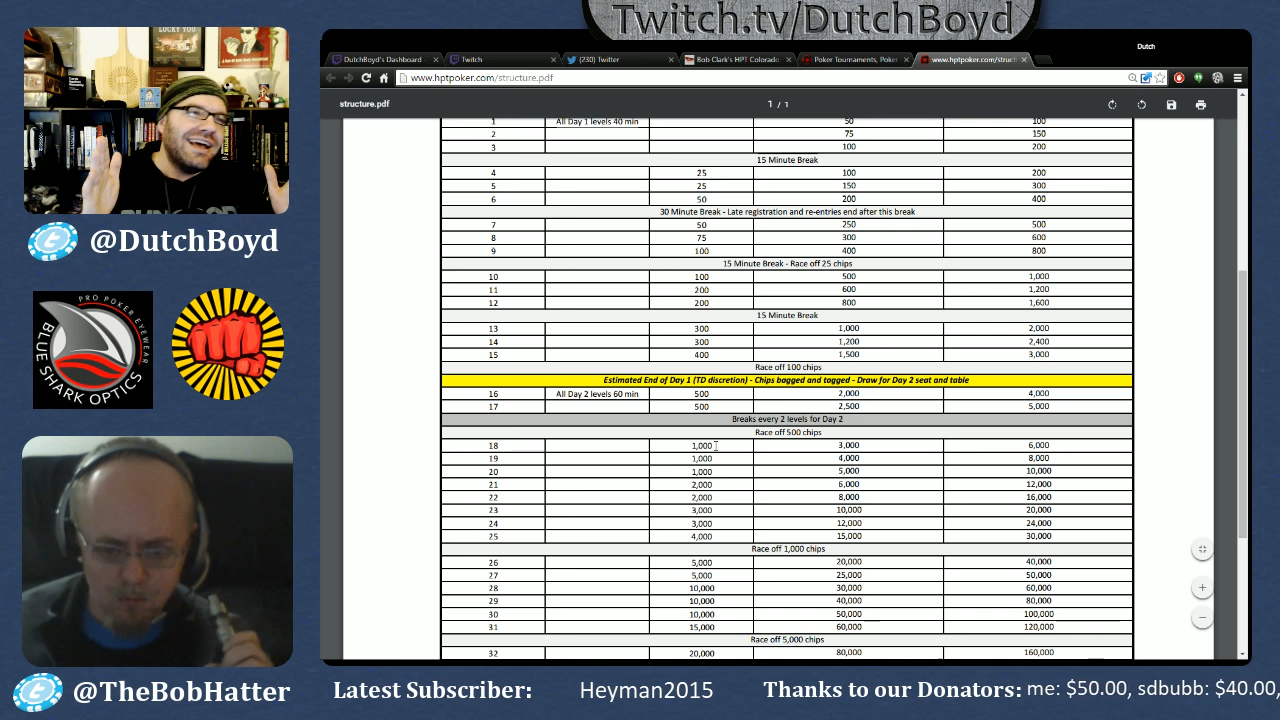 Twitch.tv/DutchBoyd
Dutch
DutchBoyd's Dashboard -
Twitch
(230) Twitter
Bob Clark's HPT Colorado
Poker Tournaments, Poker
www.hptpoker.com/struct
www.hptpoker.com/structure.pdf
structure.pdf
1 / 1
1 All Day 1 levels 40 min 50 100
2 75 150
3 100 200
15 Minute Break
4 25 100 200
5 25 150 300
6 50 200 400
30 Minute Break - Late registration and re-entries end after this break
7 50 250 500
8 75 300 600
9 100 400 800
15 Minute Break - Race off 25 chips
10 100 500 1,000
11 200 600 1,200
12 200 800 1,600
15 Minute Break
13 300 1,000 2,000
14 300 1,200 2,400
15 400 1,500 3,000
Race off 100 chips
Estimated End of Day 1 (TD discretion) - Chips bagged and tagged - Draw for Day 2 seat and table
16 All Day 2 levels 60 min 500 2,000 4,000
17 500 2,500 5,000
Breaks every 2 levels for Day 2
Race off 500 chips
18 1,000 3,000 6,000
19 1,000 4,000 8,000
20 1,000 5,000 10,000
21 2,000 6,000 12,000
22 2,000 8,000 16,000
23 3,000 10,000 20,000
24 3,000 12,000 24,000
25 4,000 15,000 30,000
Race off 1,000 chips
26 5,000 20,000 40,000
27 5,000 25,000 50,000
28 10,000 30,000 60,000
29 10,000 40,000 80,000
30 10,000 50,000 100,000
31 15,000 60,000 120,000
Race off 5,000 chips
32 20,000 80,000 160,000
LUCKY YOU
@DutchBoyd
PRO POKER EYEWEAR
BLUE SHARK OPTICS
@TheBobHatter
Latest Subscriber: Heyman2015
Thanks to our Donators: me: $50.00, sdbubb: $40.00,